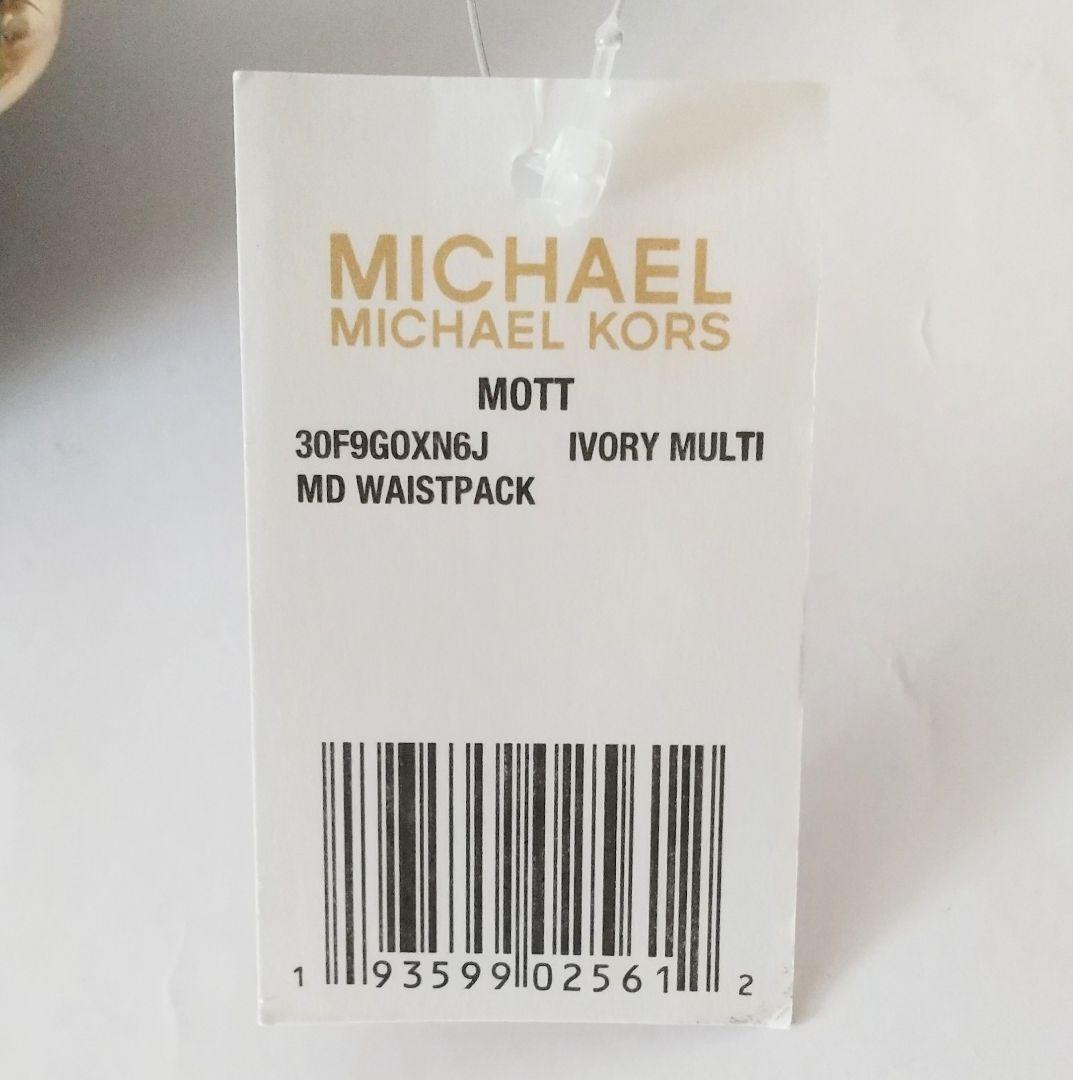 MICHAEL
MICHAEL KORS
MOTT
30F9GOXN6J IVORY MULTI
MD WAISTPACK
1 93599 02561 2